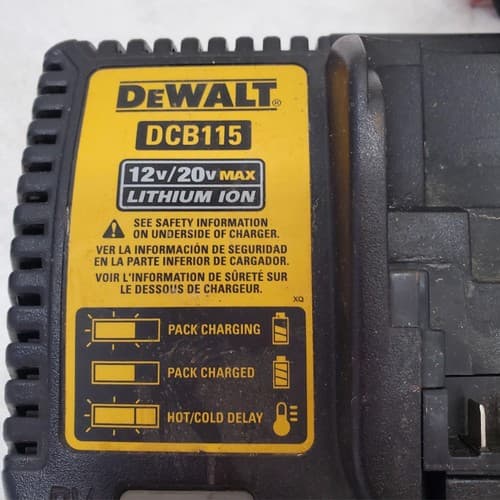 DEWALT®
DCB115
12V/20V MAX
LITHIUM ION
SEE SAFETY INFORMATION
ON UNDERSIDE OF CHARGER.
VER LA INFORMACIÓN DE SEGURIDAD
EN LA PARTE INFERIOR DE CARGADOR.
VOIR L'INFORMATION DE SÛRETÉ SUR
LE DESSOUS DE CHARGEUR.
XQ
PACK CHARGING
PACK CHARGED
HOT/COLD DELAY